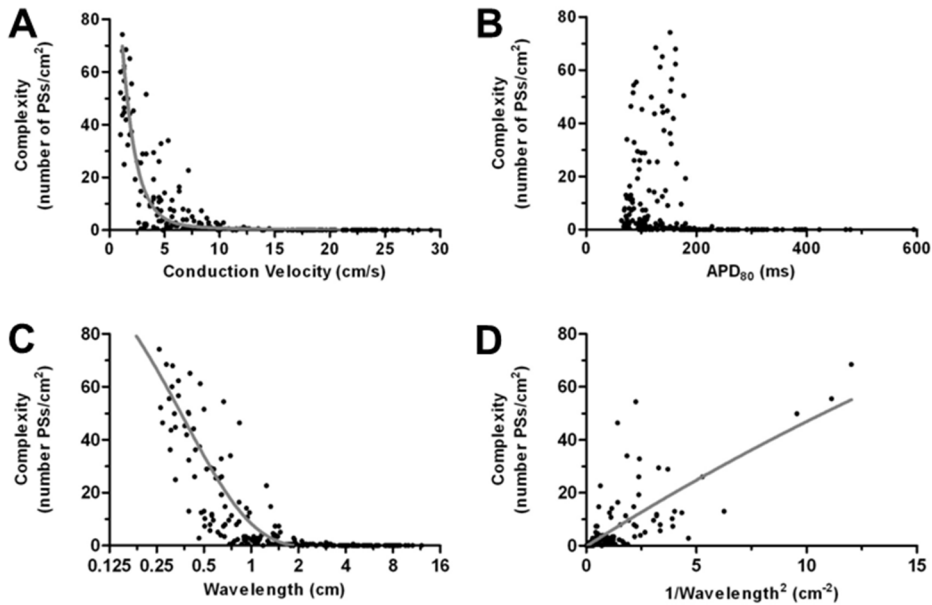 A
Complexity
(number of PSs/cm²)
80
60
40
20
0
0
5
10
15
20
25
30
Conduction Velocity (cm/s)
B
Complexity
(number of PSs/cm²)
80
60
40
20
0
0
200
400
600
APD₈₀ (ms)
C
Complexity
(number PSs/cm²)
80
60
40
20
0
0.125
0.25
0.5
1
2
4
8
16
Wavelength (cm)
D
Complexity
(number PSs/cm²)
80
60
40
20
0
0
5
10
15
1/Wavelength² (cm⁻²)